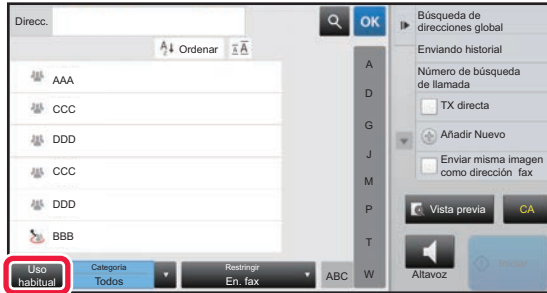 Direcc.
OK
Ordenar
AAA
CCC
DDD
CCC
DDD
BBB
A
D
G
J
M
P
T
W
Uso
habitual
Categoría
Todos
Restringir
En. fax
ABC
Búsqueda de
direcciones global
Enviando historial
Número de búsqueda
de llamada
TX directa
Añadir Nuevo
Enviar misma imagen
como dirección fax
Vista previa
CA
Altavoz